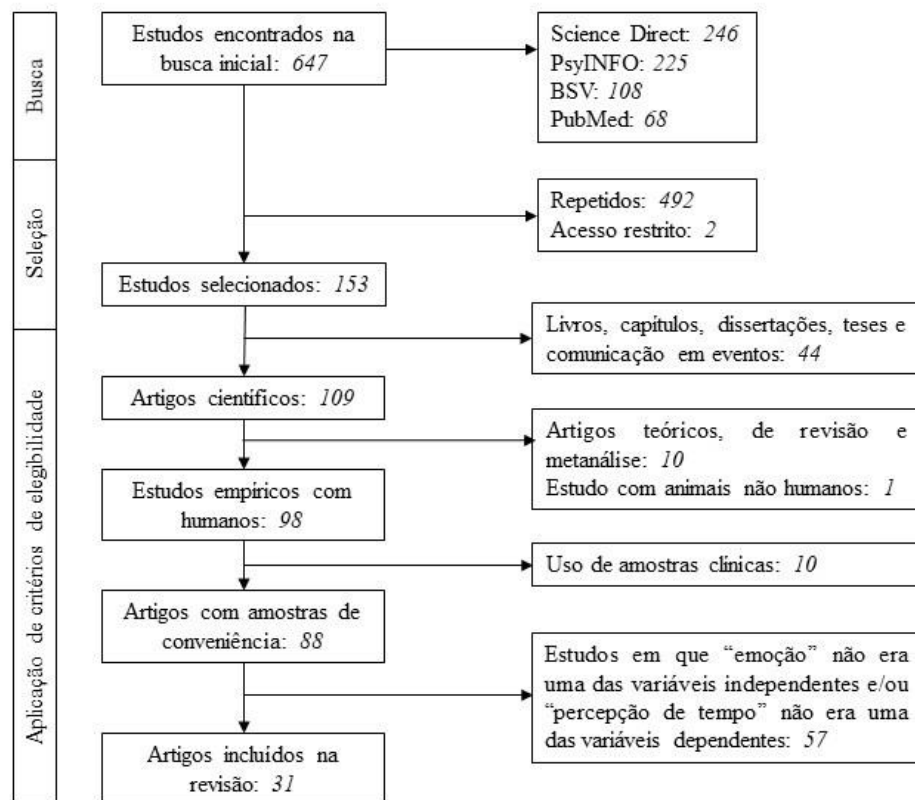 Busca
Estudos encontrados na
busca inicial: 647
Science Direct: 246
PsyINFO: 225
BSV: 108
PubMed: 68
Seleção
Repetidos: 492
Acesso restrito: 2
Estudos selecionados: 153
Aplicação de critérios de elegibilidade
Livros, capítulos, dissertações, teses e
comunicação em eventos: 44
Artigos científicos: 109
Artigos teóricos, de revisão e
metanálise: 10
Estudo com animais não humanos: 1
Estudos empíricos com
humanos: 98
Uso de amostras clínicas: 10
Artigos com amostras de
conveniência: 88
Estudos em que “emoção” não era
uma das variáveis independentes e/ou
“percepção de tempo” não era uma
das variáveis dependentes: 57
Artigos incluídos na
revisão: 31